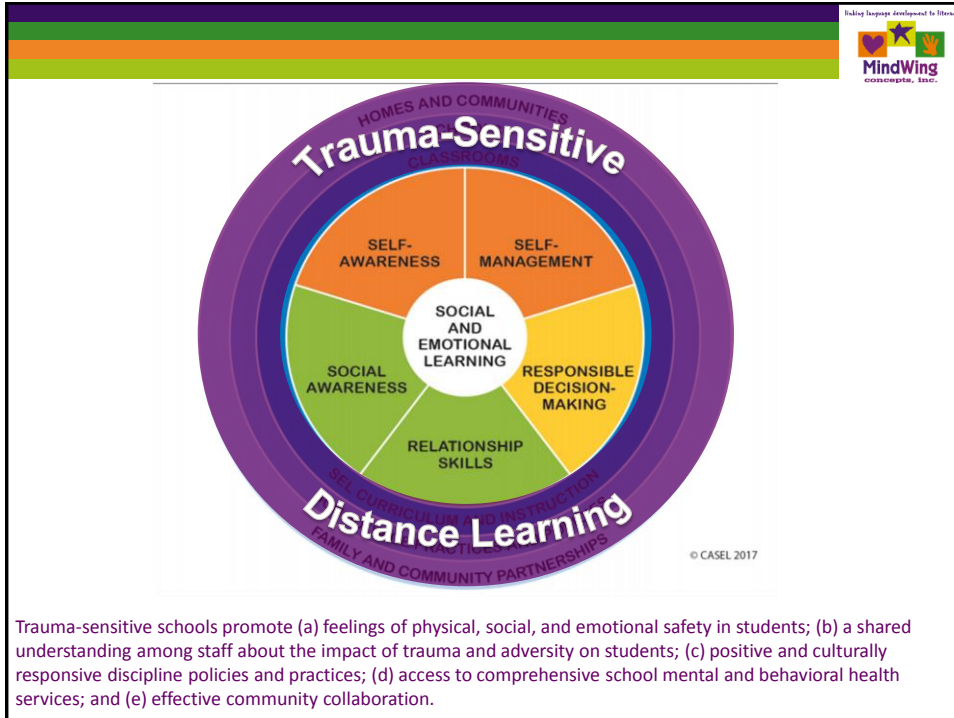 linking language development to litera
MindWing
concepts, inc.
HOMES AND COMMUNITIES
Trauma-Sensitive
CLASSROOMS
SELF-
AWARENESS
SELF-
MANAGEMENT
SOCIAL
AND
EMOTIONAL
LEARNING
SOCIAL
AWARENESS
RESPONSIBLE
DECISION-
MAKING
RELATIONSHIP
SKILLS
SEL CURRICULUM AND INSTRUCTION
Distance Learning
FAMILY AND COMMUNITY PARTNERSHIPS
© CASEL 2017
Trauma-sensitive schools promote (a) feelings of physical, social, and emotional safety in students; (b) a shared
understanding among staff about the impact of trauma and adversity on students; (c) positive and culturally
responsive discipline policies and practices; (d) access to comprehensive school mental and behavioral health
services; and (e) effective community collaboration.